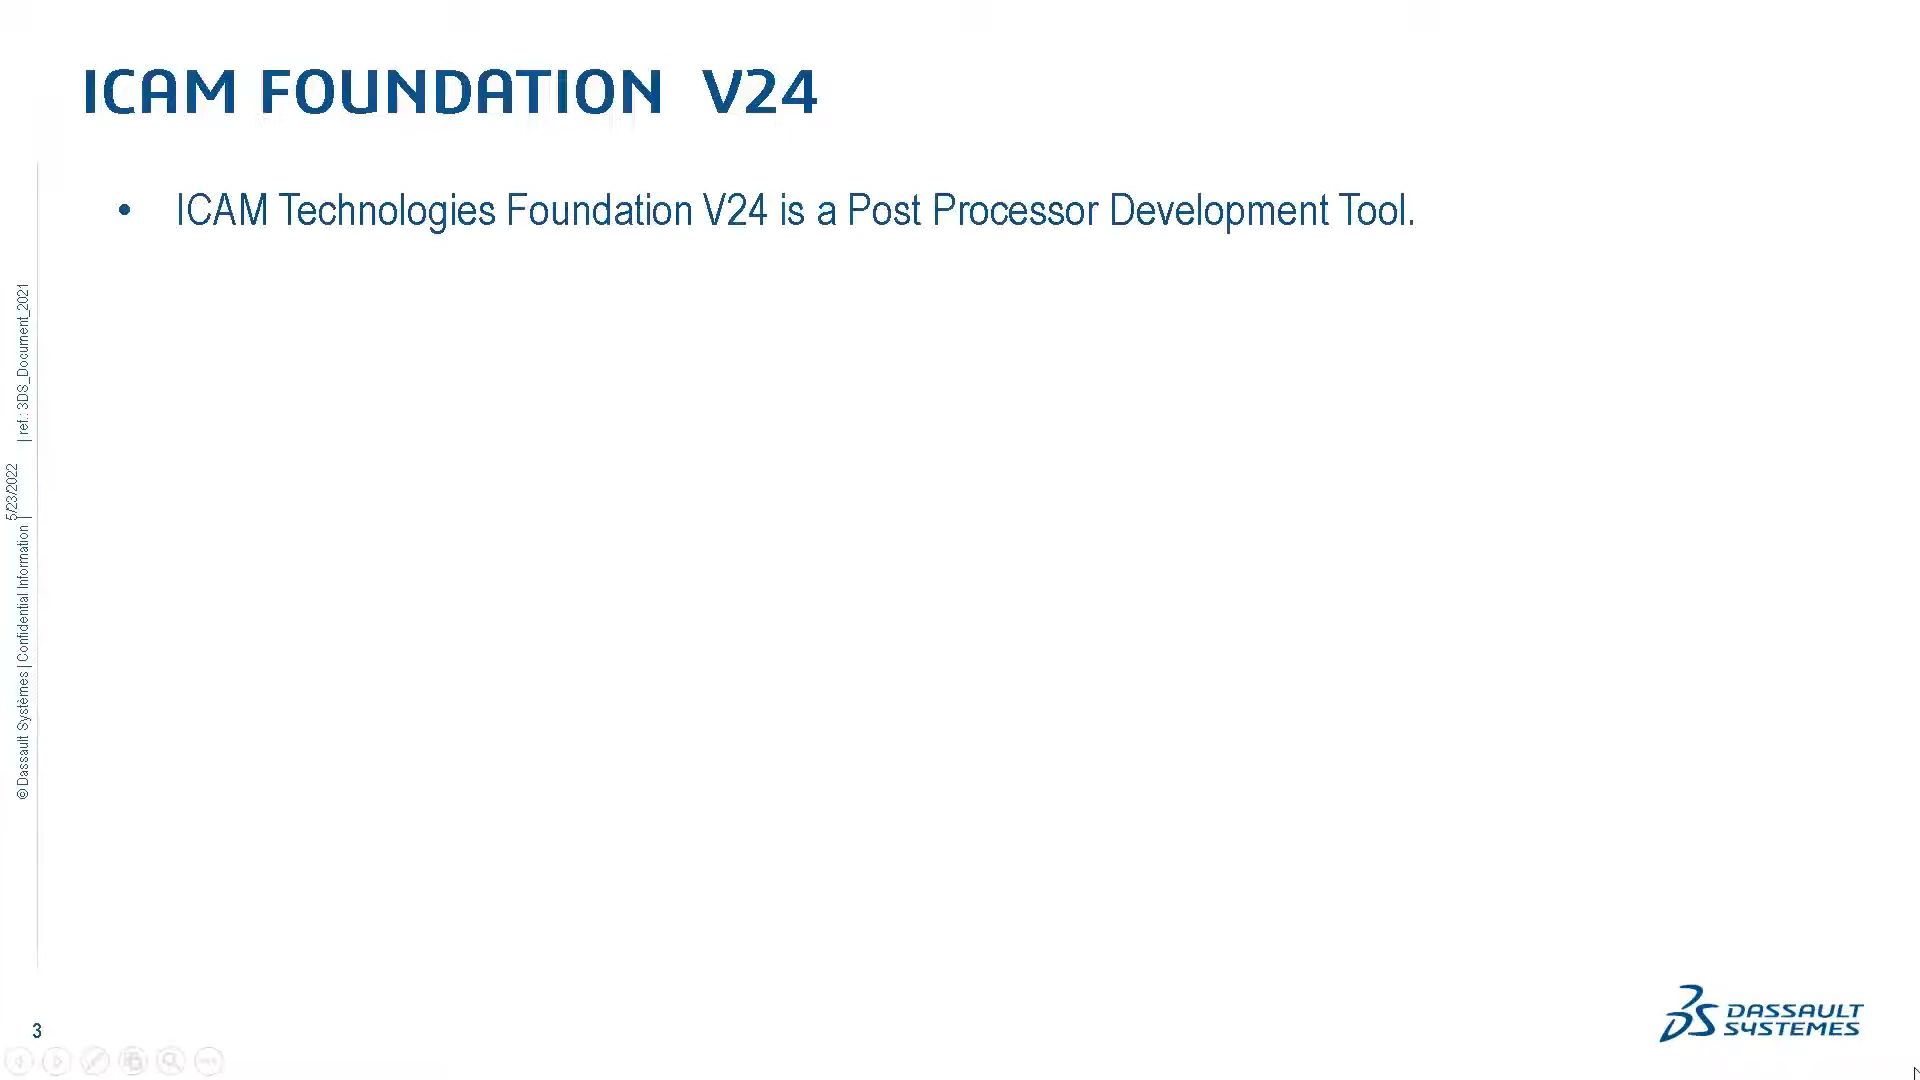 ICAM FOUNDATION V24
• ICAM Technologies Foundation V24 is a Post Processor Development Tool.
© Dassault Systèmes | Confidential Information |
5/23/2022
| ref.: 3DS_Document_2021
3
DASSAULT
SYSTEMES